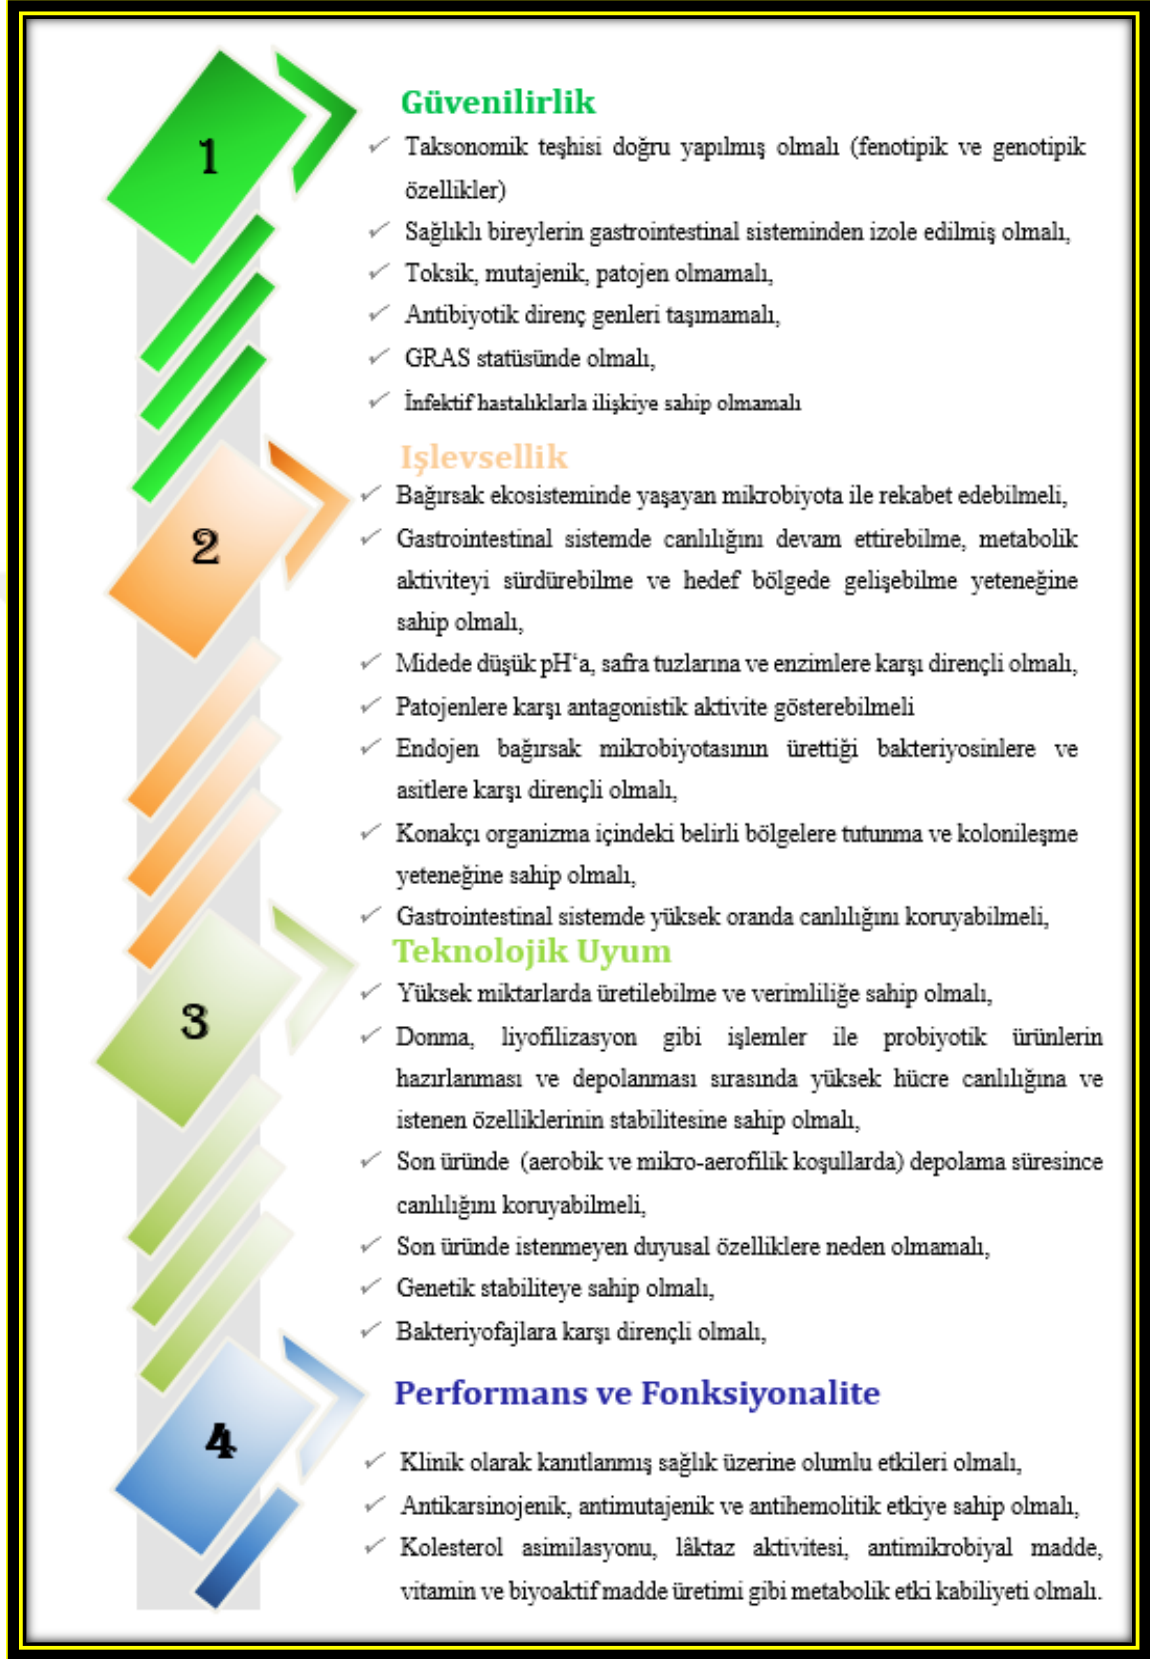 1
Güvenilirlik
✓ Taksonomik teşhisi doğru yapılmış olmalı (fenotipik ve genotipik
özellikler)
✓ Sağlıklı bireylerin gastrointestinal sisteminden izole edilmiş olmalı,
✓ Toksik, mutajenik, patojen olmamalı,
✓ Antibiyotik direnç genleri taşımamalı,
✓ GRAS statüsünde olmalı,
✓ İnfektif hastalıklarla ilişkiye sahip olmamalı
2
Işlevsellik
✓ Bağırsak ekosisteminde yaşayan mikrobiyota ile rekabet edebilmeli,
✓ Gastrointestinal sistemde canlılığını devam ettirebilme, metabolik
aktiviteyi sürdürebilme ve hedef bölgede gelişebilme yeteneğine
sahip olmalı,
✓ Midede düşük pH‘a, safra tuzlarına ve enzimlere karşı dirençli olmalı,
✓ Patojenlere karşı antagonistik aktivite gösterebilmeli
✓ Endojen bağırsak mikrobiyotasının ürettiği bakteriyosinlere ve
asitlere karşı dirençli olmalı,
✓ Konakçı organizma içindeki belirli bölgelere tutunma ve kolonileşme
yeteneğine sahip olmalı,
✓ Gastrointestinal sistemde yüksek oranda canlılığını koruyabilmeli,
3
Teknolojik Uyum
✓ Yüksek miktarlarda üretilebilme ve verimliliğe sahip olmalı,
✓ Donma, liyofilizasyon gibi işlemler ile probiyotik ürünlerin
hazırlanması ve depolanması sırasında yüksek hücre canlılığına ve
istenen özelliklerinin stabilitesine sahip olmalı,
✓ Son üründe (aerobik ve mikro-aerofilik koşullarda) depolama süresince
canlılığını koruyabilmeli,
✓ Son üründe istenmeyen duyusal özelliklere neden olmamalı,
✓ Genetik stabiliteye sahip olmalı,
✓ Bakteriyofajlara karşı dirençli olmalı,
4
Performans ve Fonksiyonalite
✓ Klinik olarak kanıtlanmış sağlık üzerine olumlu etkileri olmalı,
✓ Antikarsinojenik, antimutajenik ve antihemolitik etkiye sahip olmalı,
✓ Kolesterol asimilasyonu, lâktaz aktivitesi, antimikrobiyal madde,
vitamin ve biyoaktif madde üretimi gibi metabolik etki kabiliyeti olmalı.